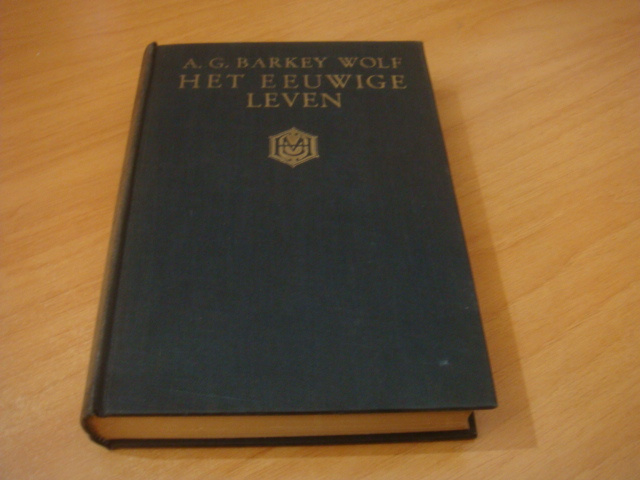 A. G. BARKEY WOLF
HET EEUWIGE
LEVEN